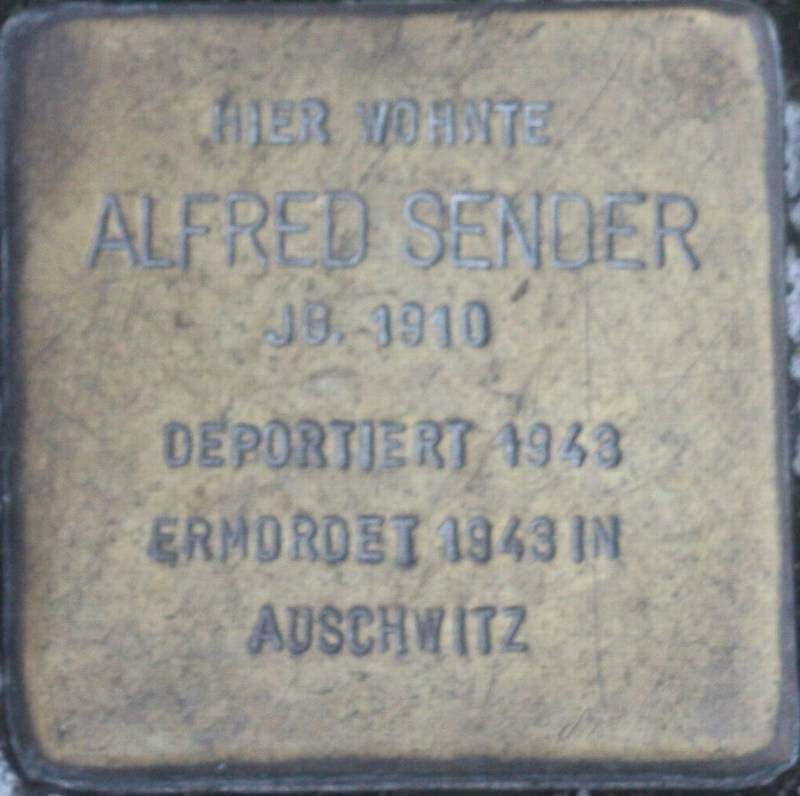 HIER WOHNTE
ALFRED SENDER
JG. 1910
DEPORTIERT 1943
ERMORDET 1943 IN
AUSCHWITZ